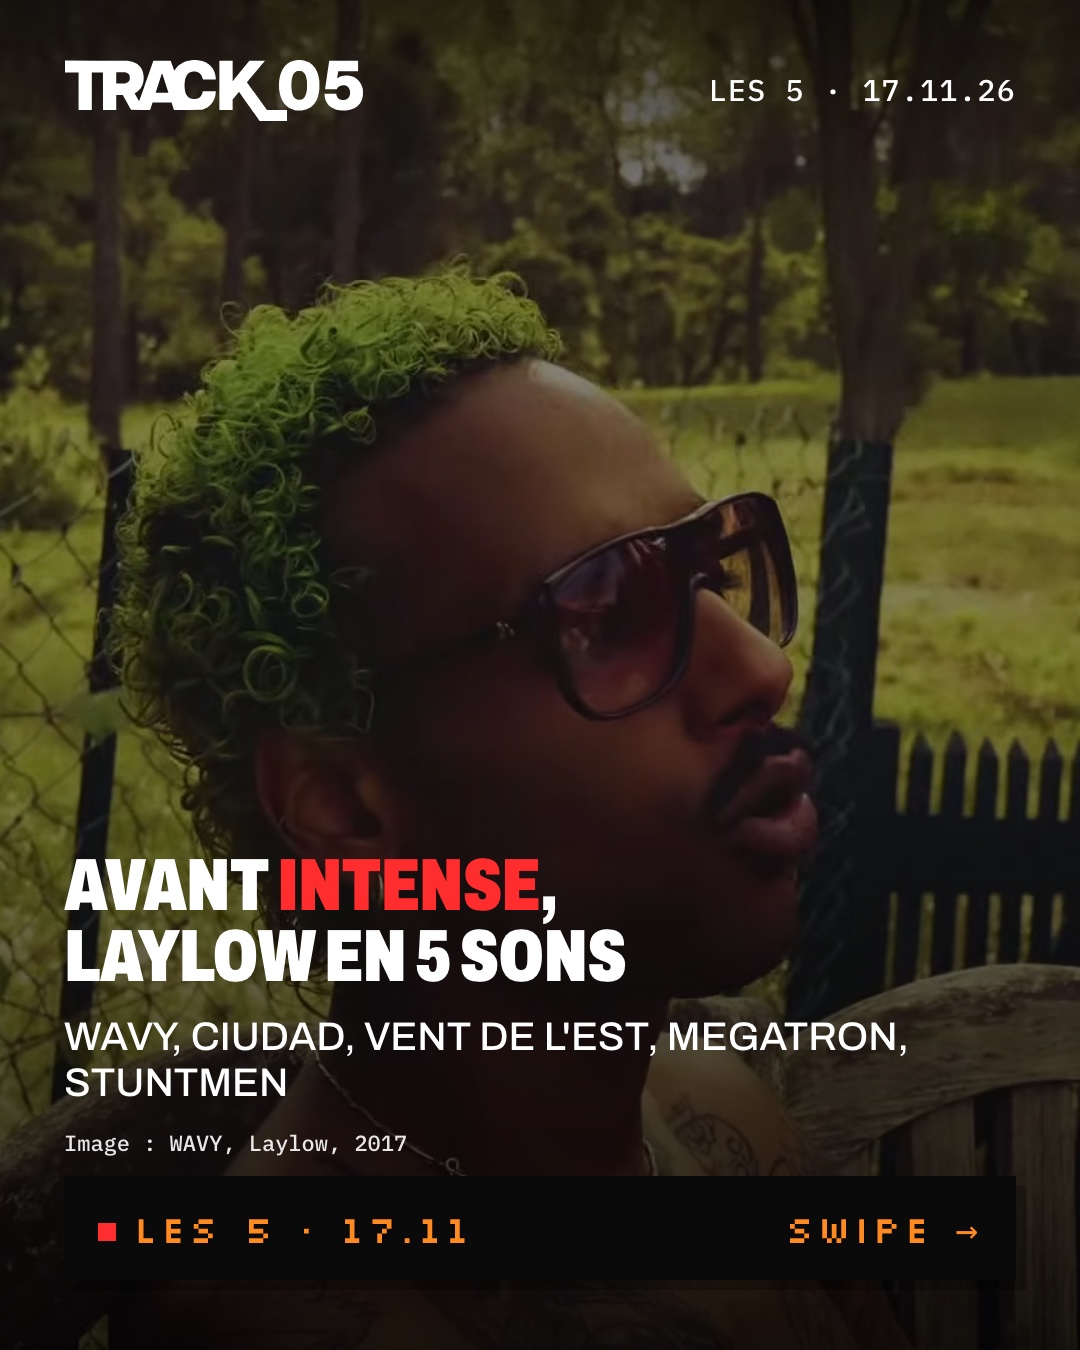 TRACK_05
LES 5 · 17.11.26
AVANT INTENSE,
LAYLOW EN 5 SONS
WAVY, CIUDAD, VENT DE L'EST, MEGATRON,
STUNTMEN
Image : WAVY, Laylow, 2017
LES 5 · 17.11
SWIPE →